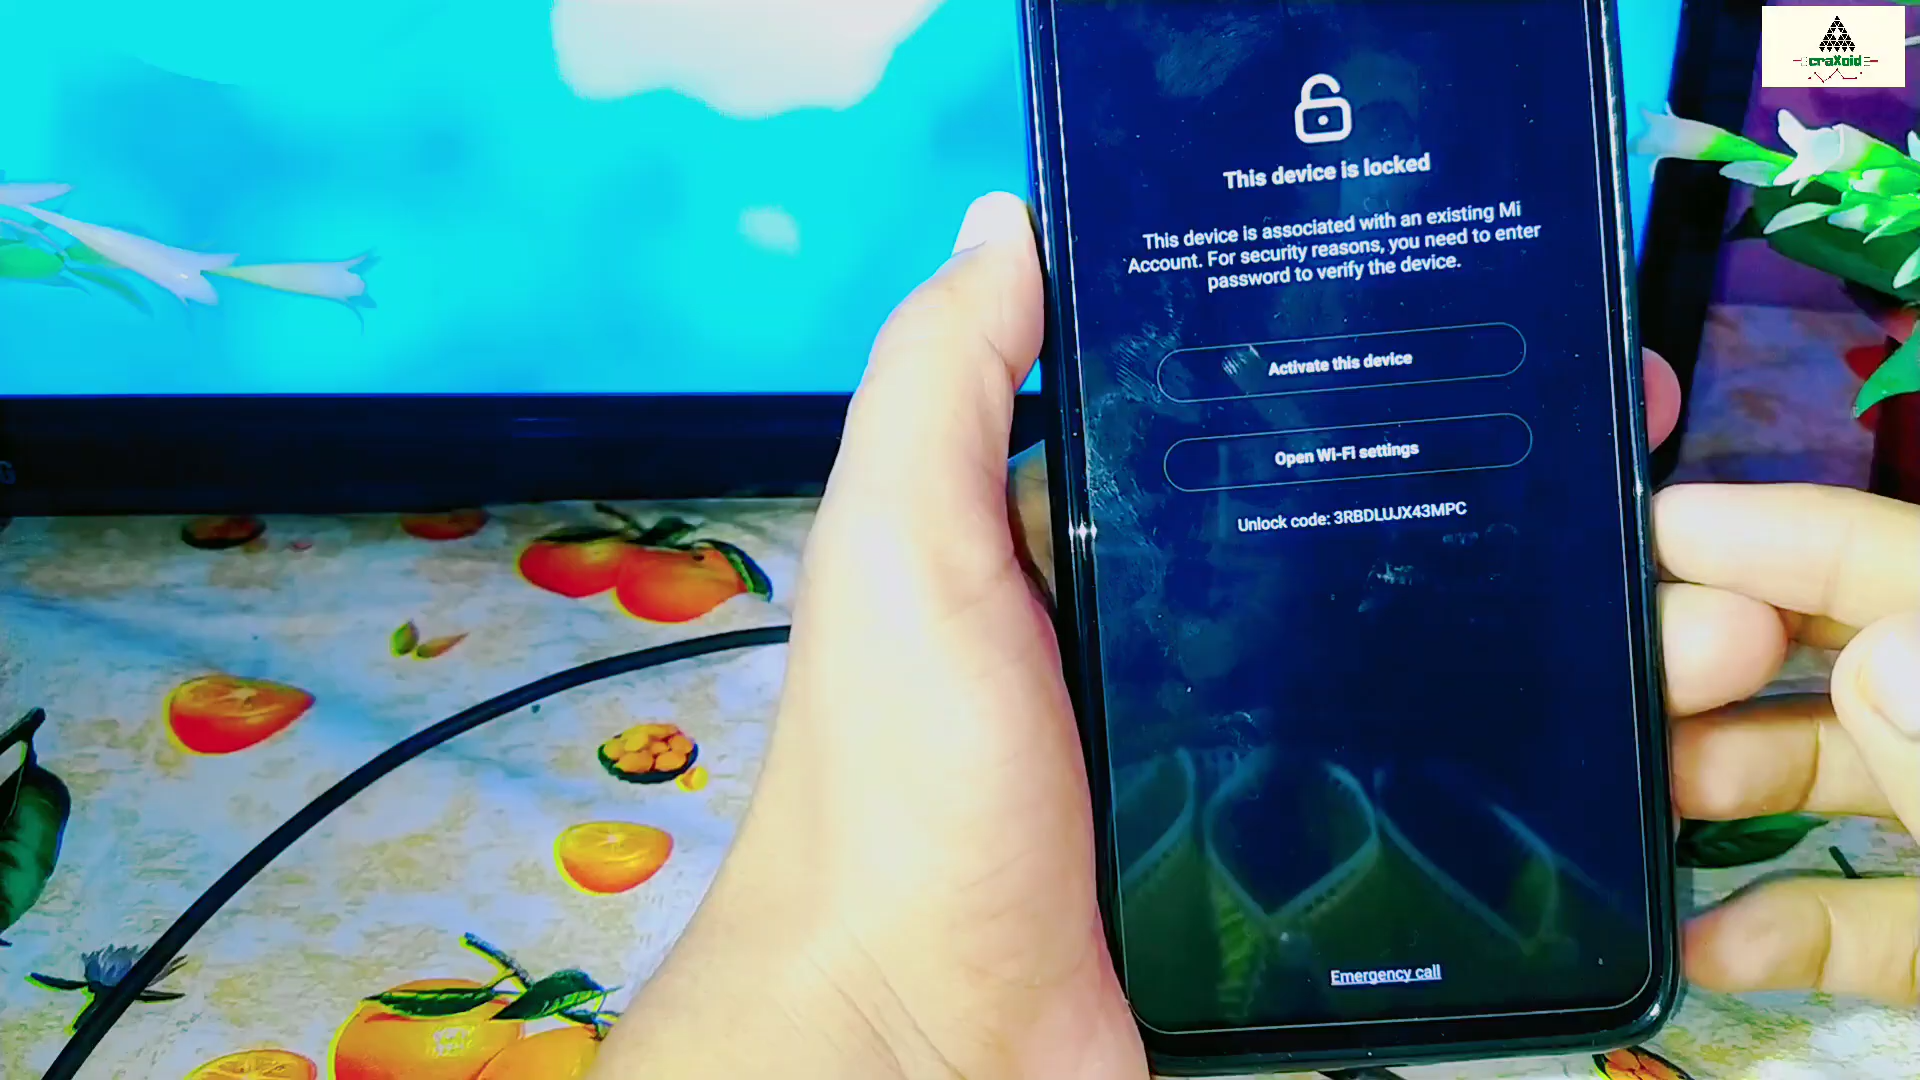 craXoid
This device is locked
This device is associated with an existing Mi
Account. For security reasons, you need to enter
password to verify the device.
Activate this device
Open Wi-Fi settings
Unlock code: 3RBDLUJX43MPC
Emergency call
G